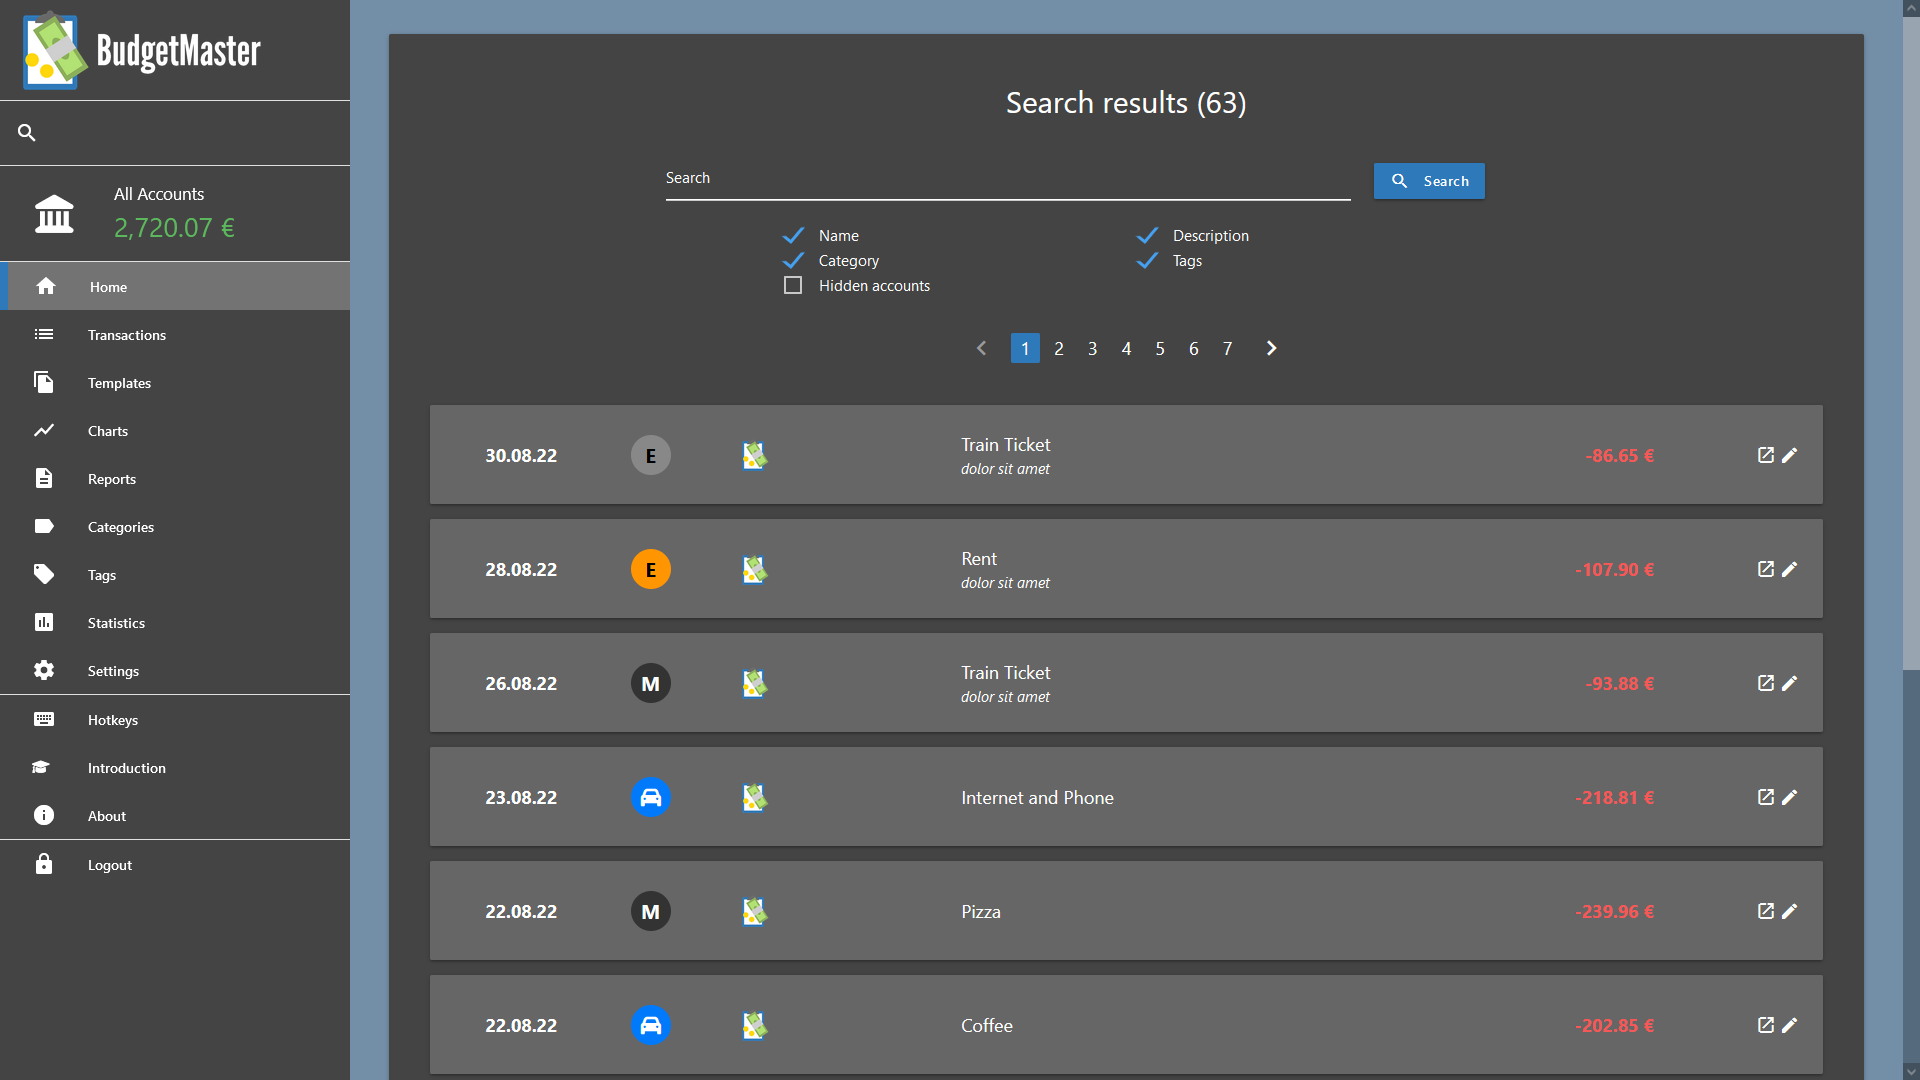 BudgetMaster
All Accounts
2,720.07 €
Home
Transactions
Templates
Charts
Reports
Categories
Tags
Statistics
Settings
Hotkeys
Introduction
About
Logout
Search results (63)
Search
Search
Name
Description
Category
Tags
Hidden accounts
1 2 3 4 5 6 7
30.08.22 E Train Ticket -86.65 €
dolor sit amet
28.08.22 E Rent -107.90 €
dolor sit amet
26.08.22 M Train Ticket -93.88 €
dolor sit amet
23.08.22 Internet and Phone -218.81 €
22.08.22 M Pizza -239.96 €
22.08.22 Coffee -202.85 €